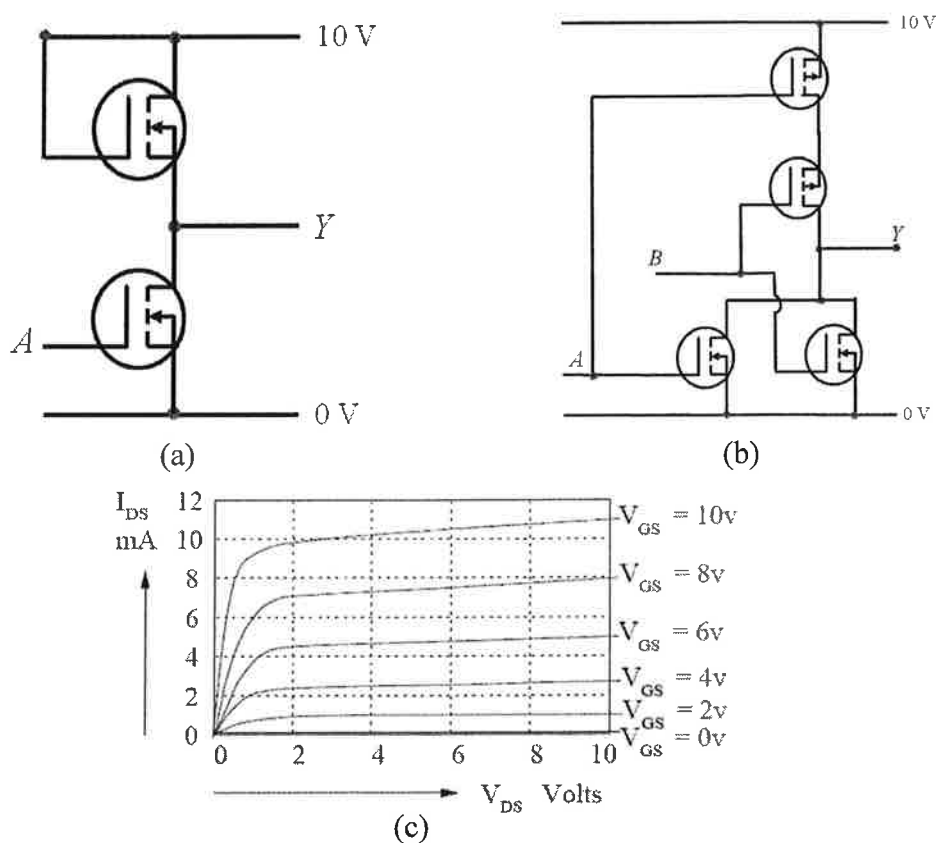 10 V
Y
A
0 V
(a)
10 V
Y
B
A
0 V
(b)
I_DS
mA
12
10
8
6
4
2
0
0 2 4 6 8 10
V_GS = 10v
V_GS = 8v
V_GS = 6v
V_GS = 4v
V_GS = 2v
V_GS = 0v
V_DS Volts
(c)